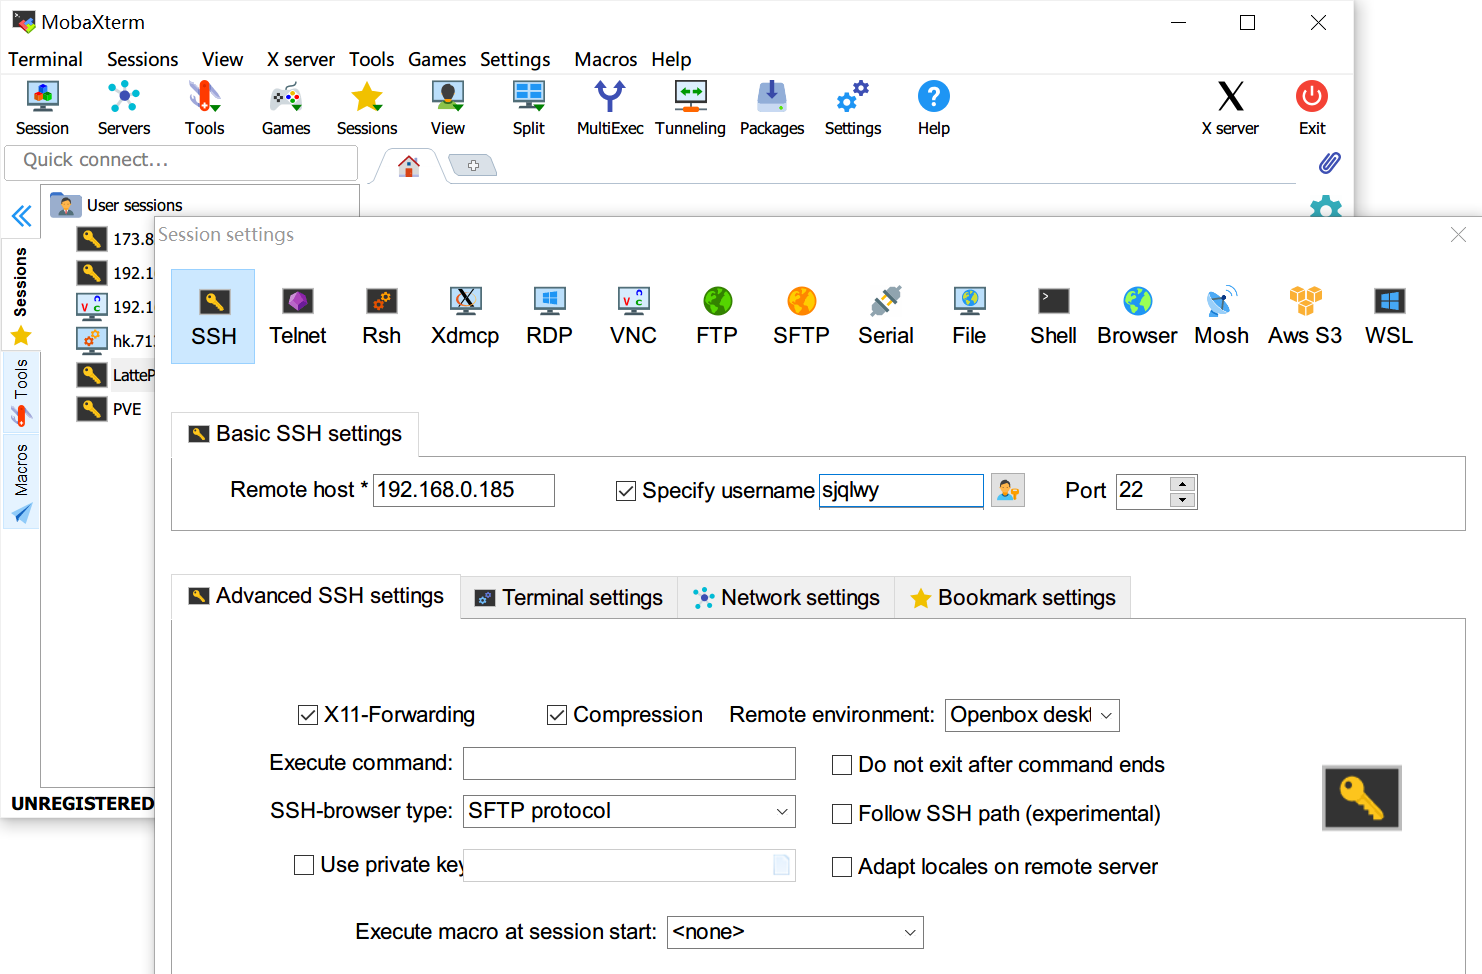 MobaXterm
Terminal Sessions View X server Tools Games Settings Macros Help
Session Servers Tools Games Sessions View Split MultiExec Tunneling Packages Settings Help X server Exit
Quick connect...
User sessions
173.8
192.1
192.1
hk.71
LatteP
PVE
Sessions
Tools
Macros
UNREGISTERED
Session settings
SSH Telnet Rsh Xdmcp RDP VNC FTP SFTP Serial File Shell Browser Mosh Aws S3 WSL
Basic SSH settings
Remote host * 192.168.0.185 Specify username sjqlwy Port 22
Advanced SSH settings Terminal settings Network settings Bookmark settings
X11-Forwarding Compression Remote environment: Openbox deskt
Execute command: Do not exit after command ends
SSH-browser type: SFTP protocol Follow SSH path (experimental)
Use private key Adapt locales on remote server
Execute macro at session start: <none>